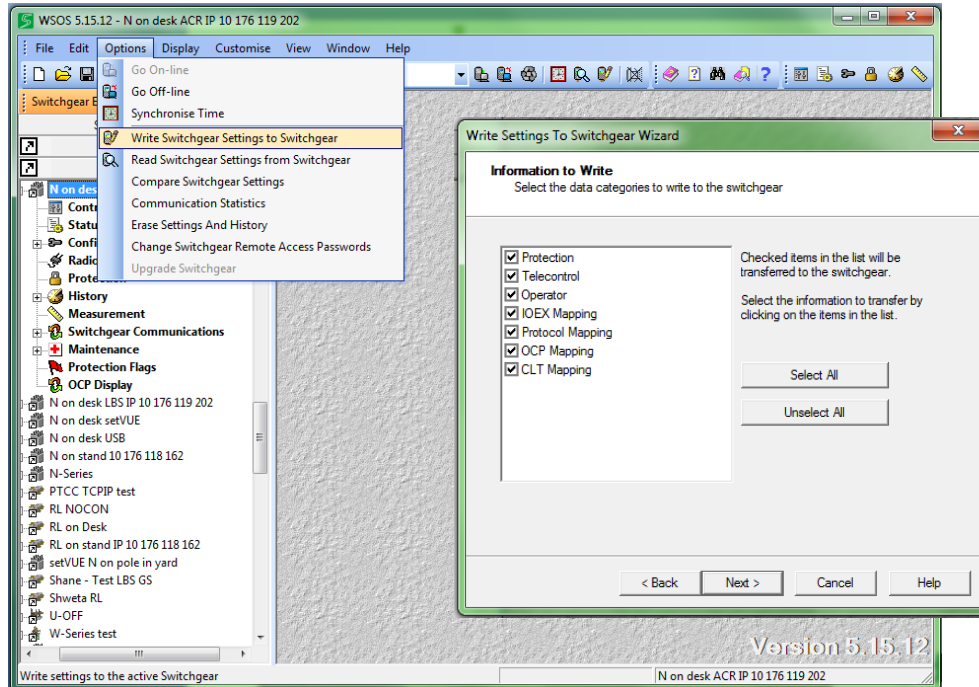 WSOS 5.15.12 - N on desk ACR IP 10 176 119 202
File Edit Options Display Customise View Window Help
Switchgear
Go On-line
Go Off-line
Synchronise Time
Write Switchgear Settings to Switchgear
Read Switchgear Settings from Switchgear
Compare Switchgear Settings
Communication Statistics
Erase Settings And History
Change Switchgear Remote Access Passwords
Upgrade Switchgear
N on des
Contr
Statu
Confi
Radio
Protection
History
Measurement
Switchgear Communications
Maintenance
Protection Flags
OCP Display
N on desk LBS IP 10 176 119 202
N on desk setVUE
N on desk USB
N on stand 10 176 118 162
N-Series
PTCC TCPIP test
RL NOCON
RL on Desk
RL on stand IP 10 176 118 162
setVUE N on pole in yard
Shane - Test LBS GS
Shweta RL
U-OFF
W-Series test
Write Settings To Switchgear Wizard
Information to Write
Select the data categories to write to the switchgear
Protection
Telecontrol
Operator
IOEX Mapping
Protocol Mapping
OCP Mapping
CLT Mapping
Checked items in the list will be
transferred to the switchgear.
Select the information to transfer by
clicking on the items in the list.
Select All
Unselect All
< Back Next > Cancel Help
Version 5.15.12
Write settings to the active Switchgear
N on desk ACR IP 10 176 119 202